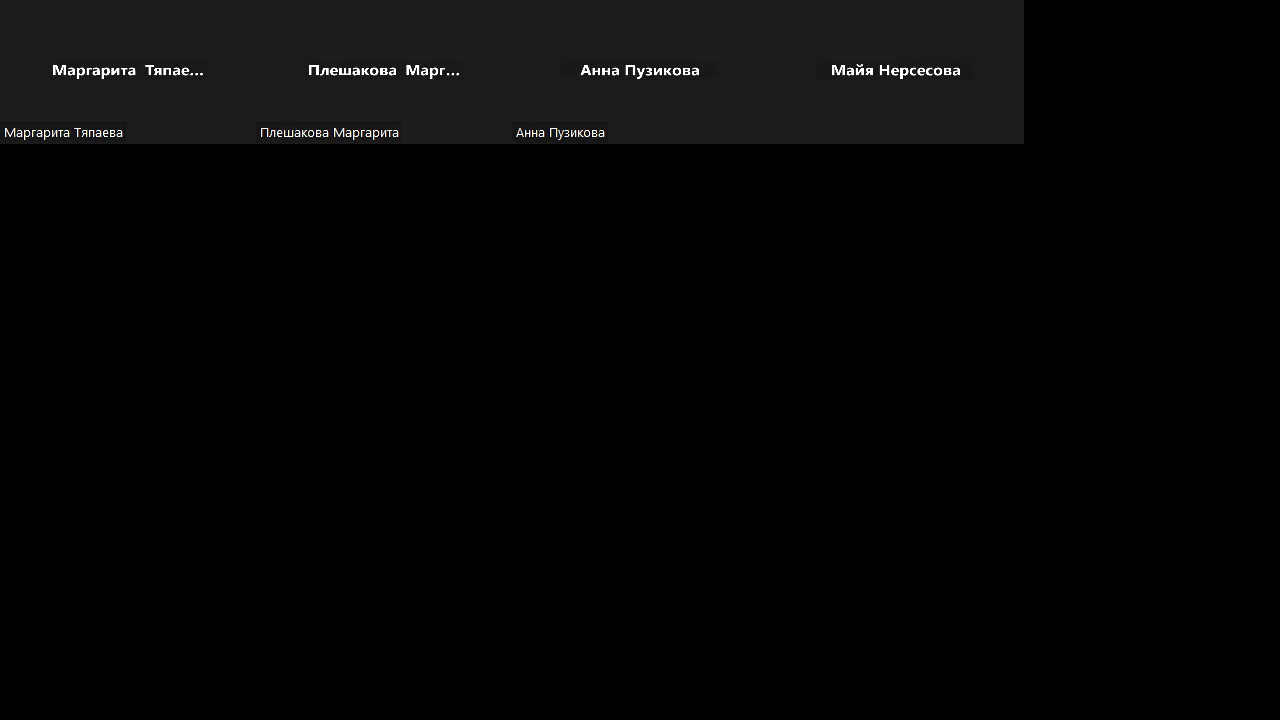 Маргарита Тяпае...
Плешакова Марг...
Анна Пузикова
Майя Нерсесова
Маргарита Тяпаева
Плешакова Маргарита
Анна Пузикова